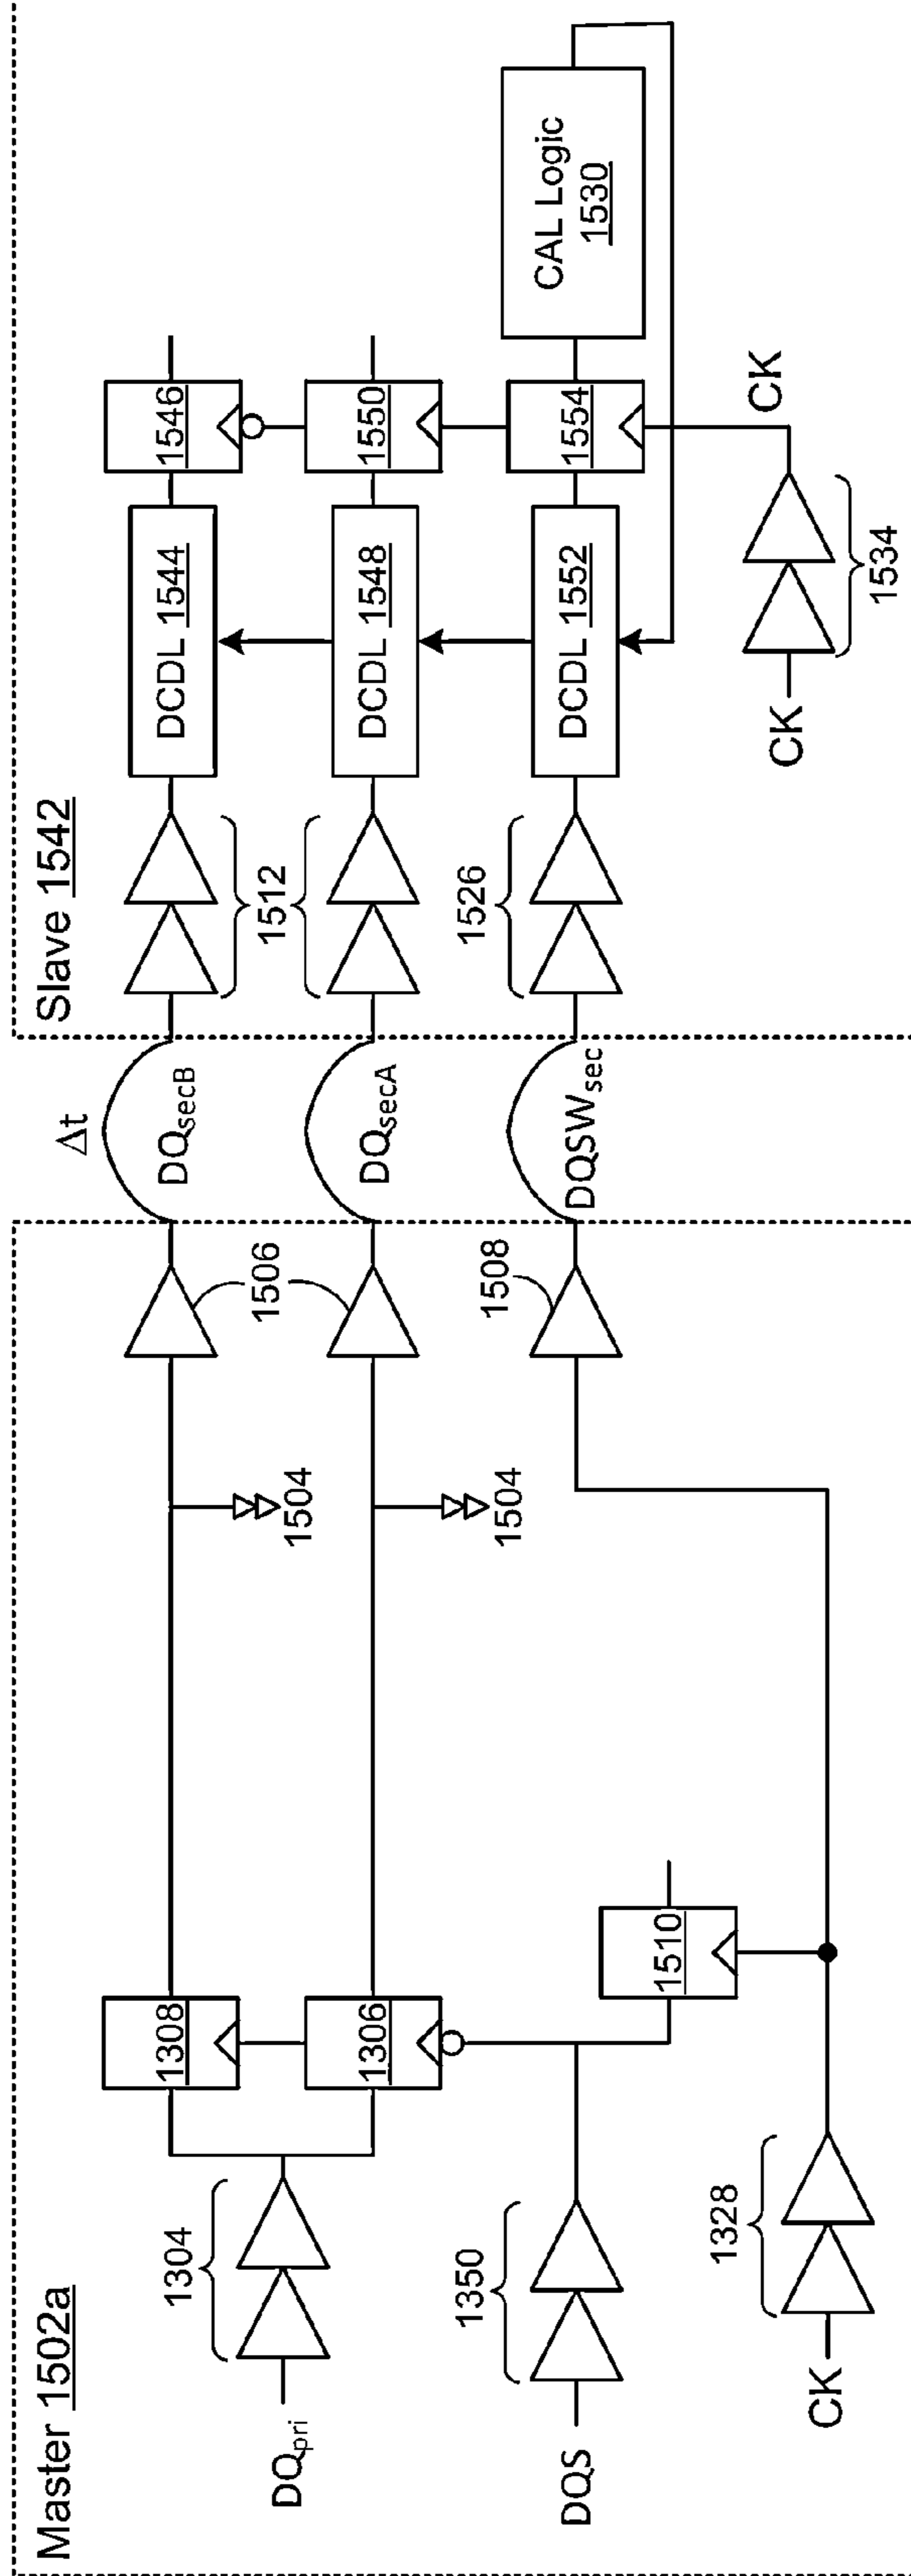 Master 1502a
DQpri
1304
1308
1306
DQS
1350
1510
CK
1328
1504
1504
1506
1508
Δt
DQsecB
DQsecA
DQSWsec
Slave 1542
1512
1526
DCDL 1544
DCDL 1548
DCDL 1552
1546
1550
1554
CAL Logic
1530
CK
CK
1534